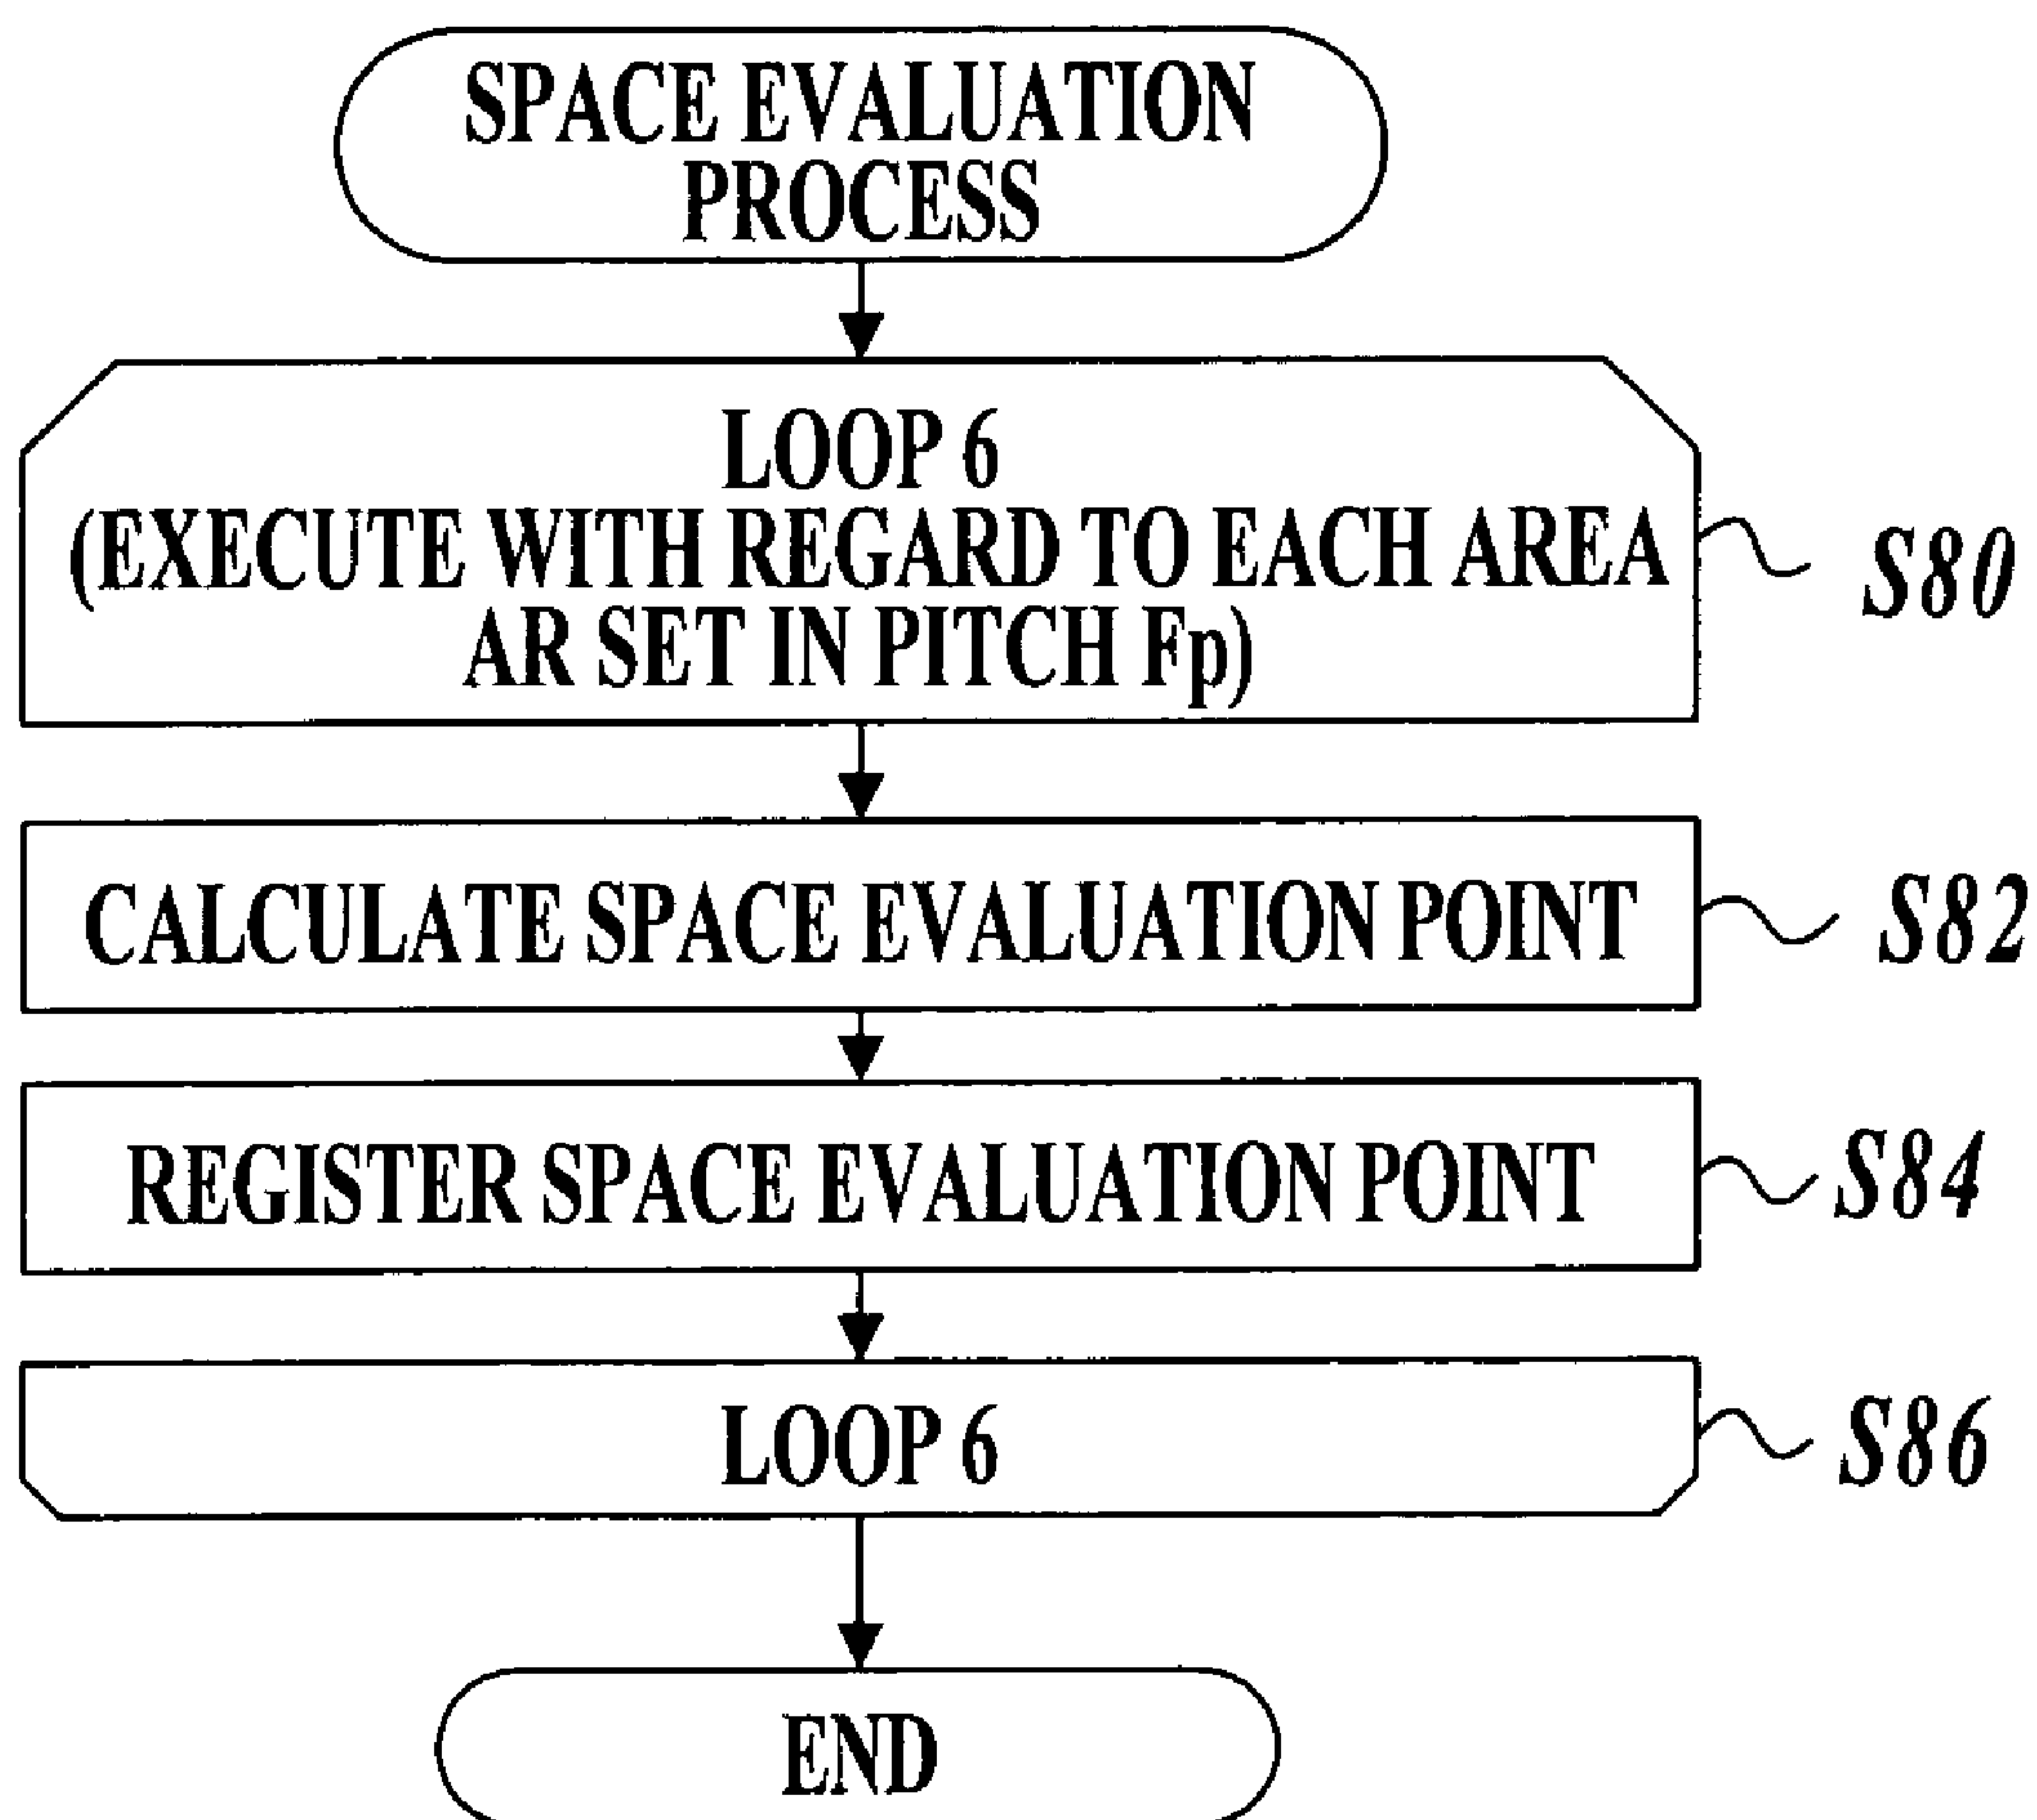 SPACE EVALUATION
PROCESS
LOOP 6
(EXECUTE WITH REGARD TO EACH AREA
AR SET IN PITCH Fp)
S80
CALCULATE SPACE EVALUATION POINT
S82
REGISTER SPACE EVALUATION POINT
S84
LOOP 6
S86
END